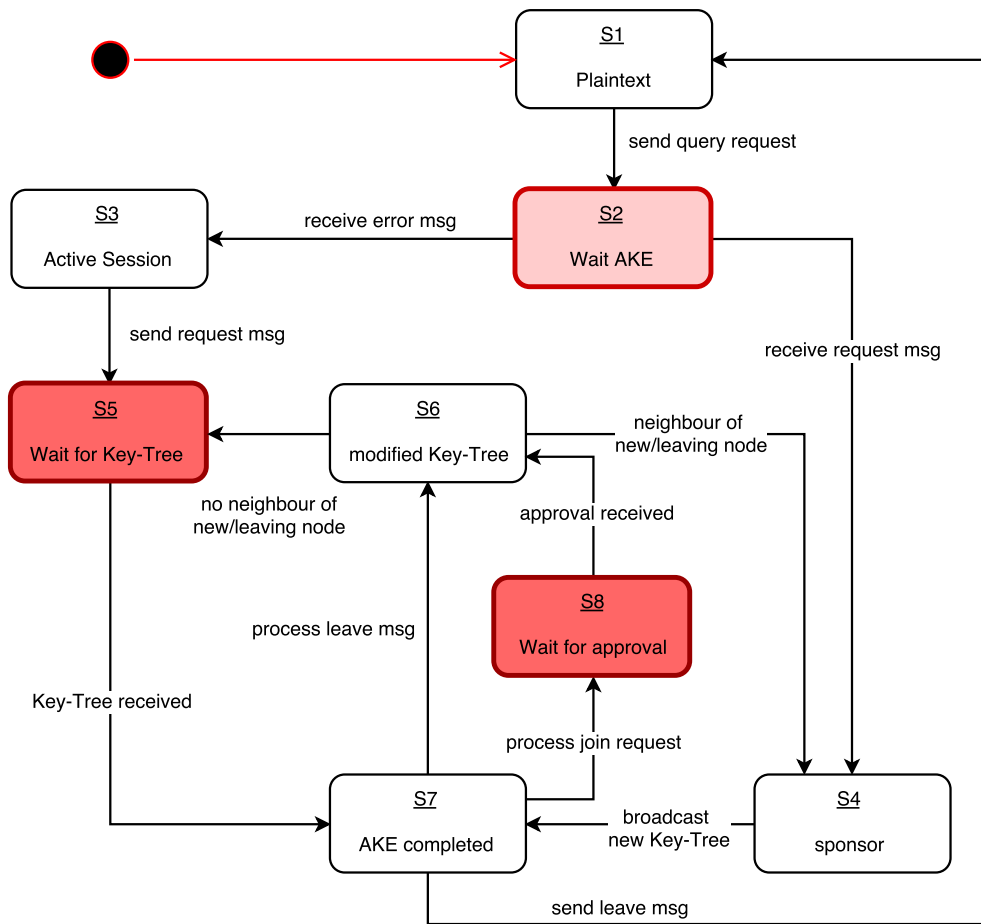 S1
Plaintext
send query request
S2
Wait AKE
receive error msg
S3
Active Session
send request msg
receive request msg
S5
Wait for Key-Tree
S6
modified Key-Tree
neighbour of
new/leaving node
no neighbour of
new/leaving node
approval received
S8
Wait for approval
process leave msg
Key-Tree received
process join request
S7
AKE completed
broadcast
new Key-Tree
S4
sponsor
send leave msg